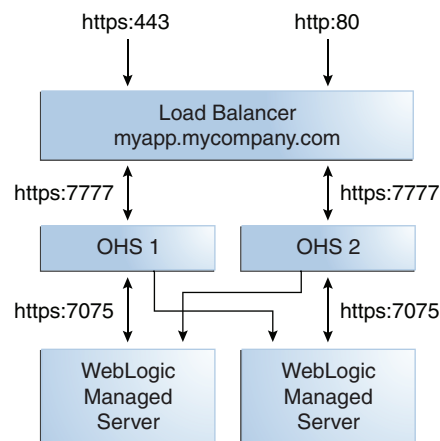 https:443
http:80
Load Balancer
myapp.mycompany.com
https:7777
https:7777
OHS 1
OHS 2
https:7075
https:7075
WebLogic
Managed
Server
WebLogic
Managed
Server